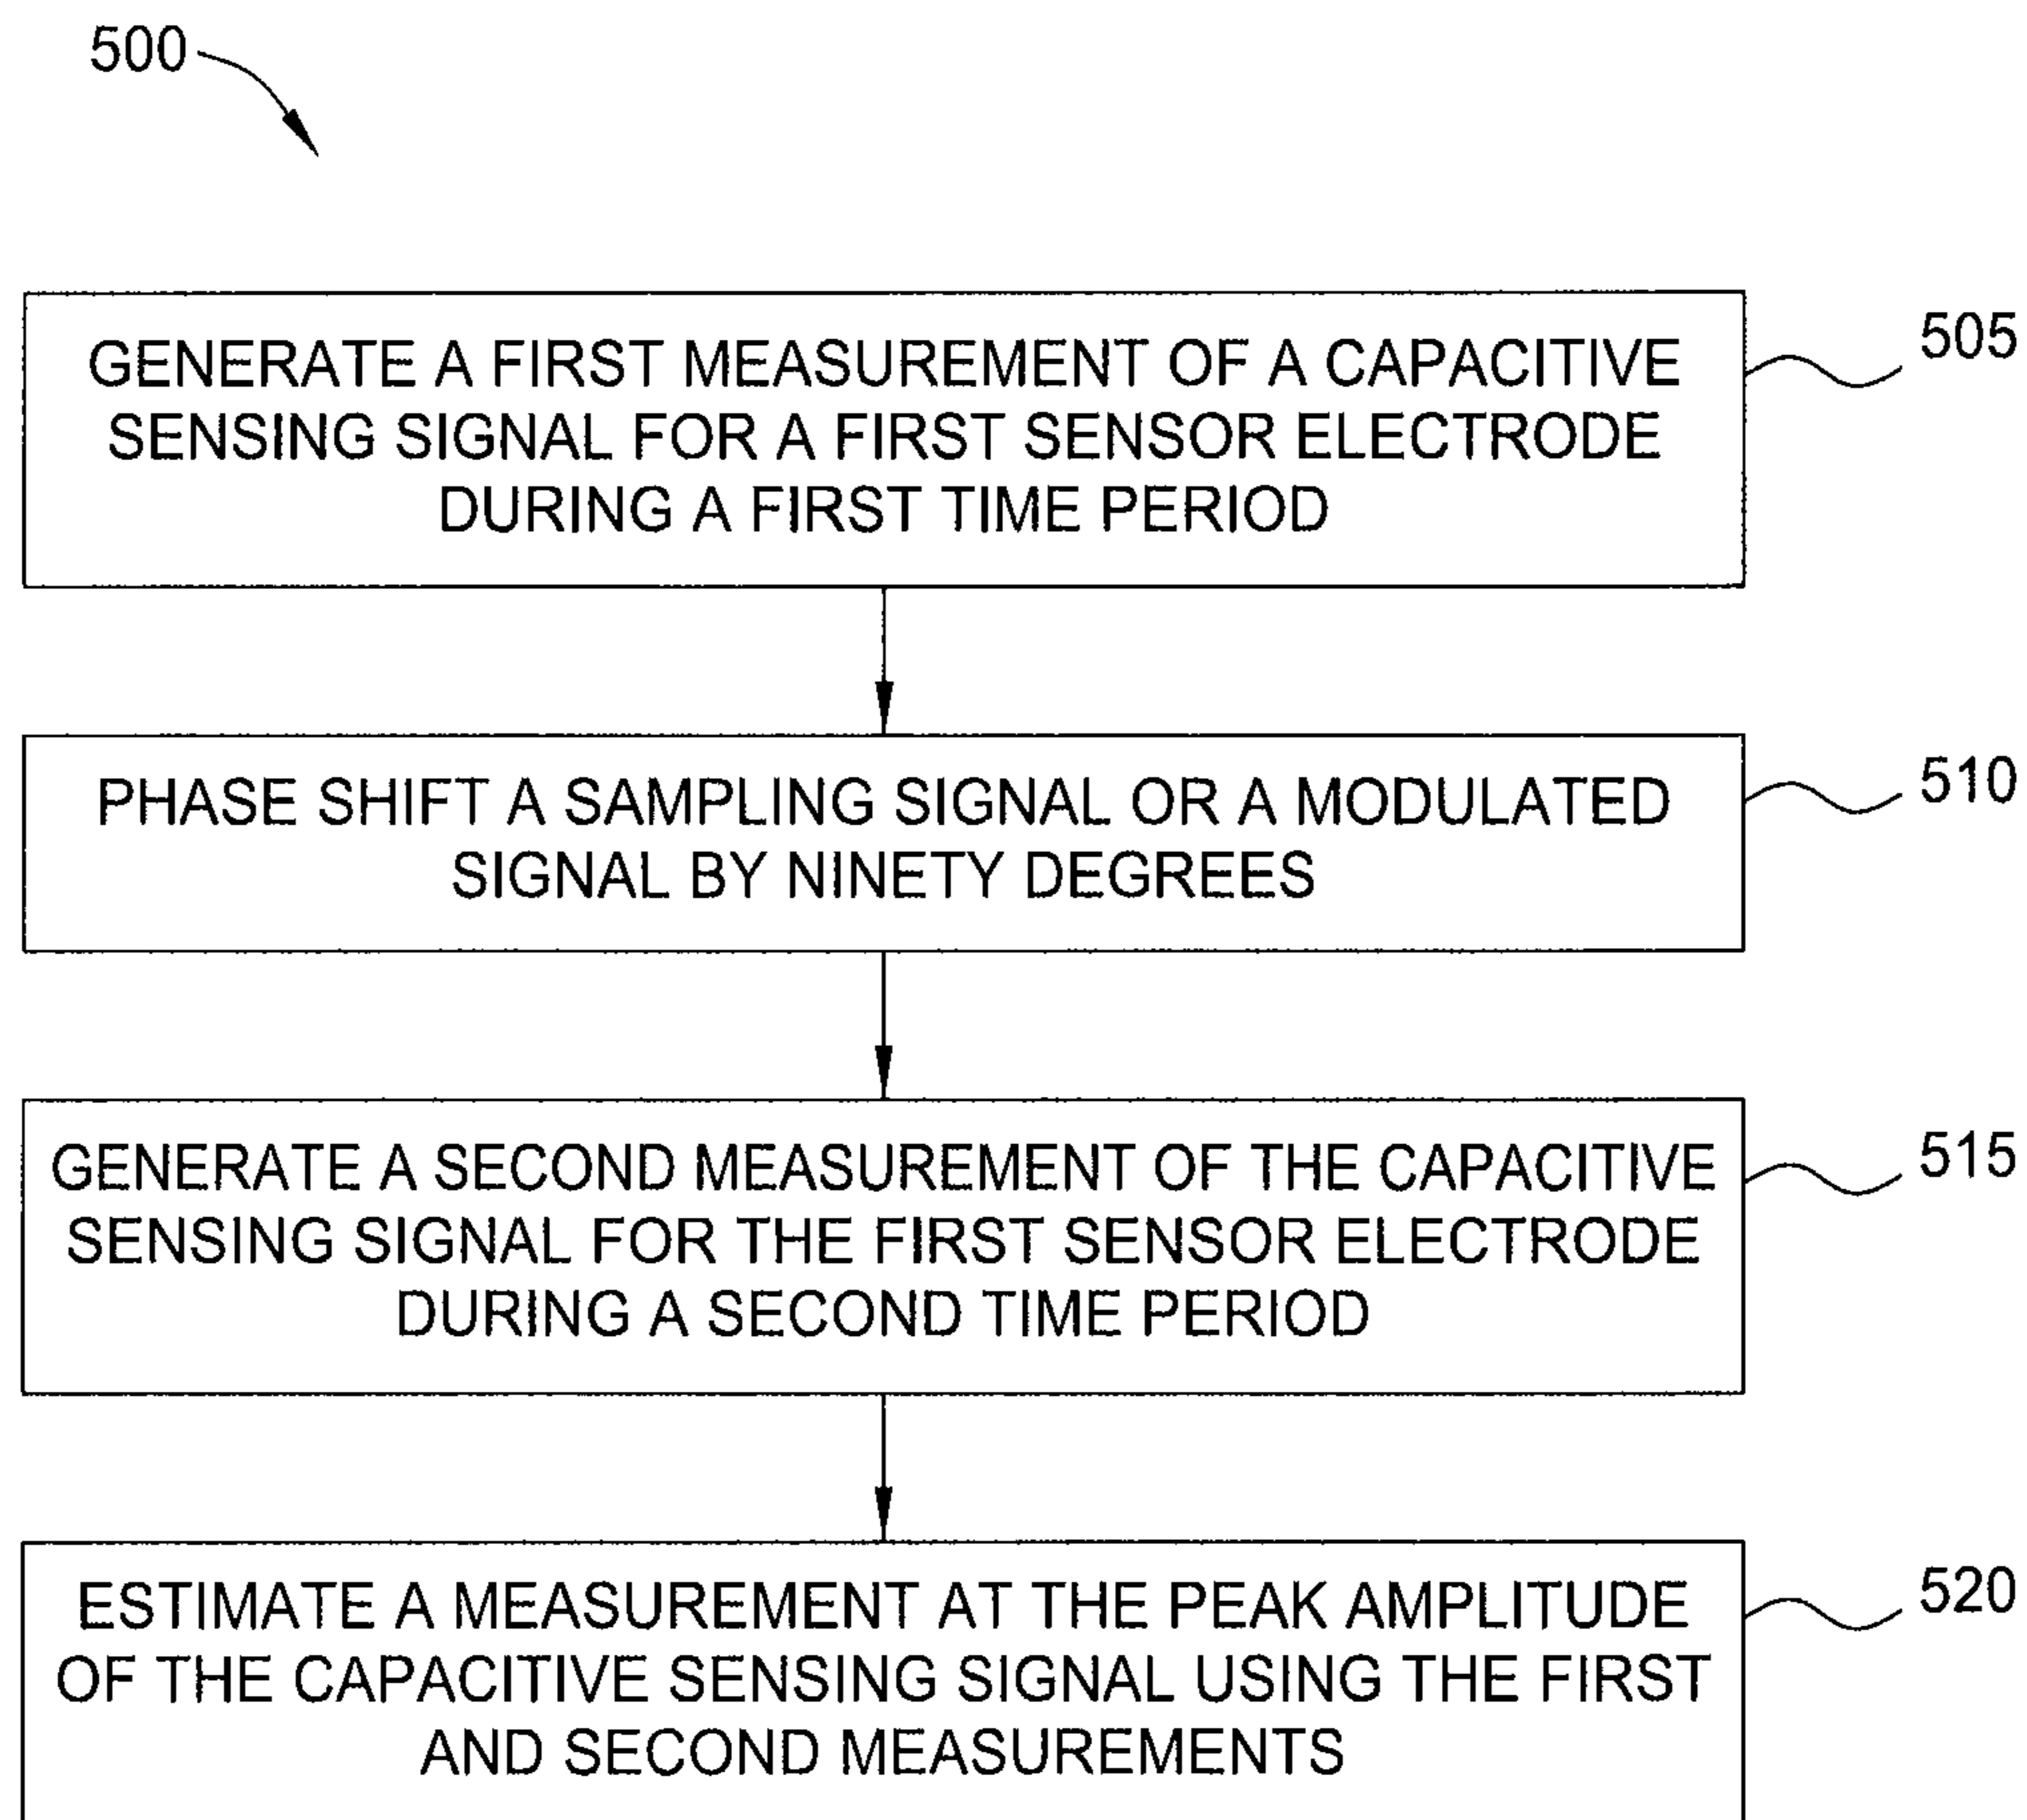 500
GENERATE A FIRST MEASUREMENT OF A CAPACITIVE
SENSING SIGNAL FOR A FIRST SENSOR ELECTRODE
DURING A FIRST TIME PERIOD
505
PHASE SHIFT A SAMPLING SIGNAL OR A MODULATED
SIGNAL BY NINETY DEGREES
510
GENERATE A SECOND MEASUREMENT OF THE CAPACITIVE
SENSING SIGNAL FOR THE FIRST SENSOR ELECTRODE
DURING A SECOND TIME PERIOD
515
ESTIMATE A MEASUREMENT AT THE PEAK AMPLITUDE
OF THE CAPACITIVE SENSING SIGNAL USING THE FIRST
AND SECOND MEASUREMENTS
520